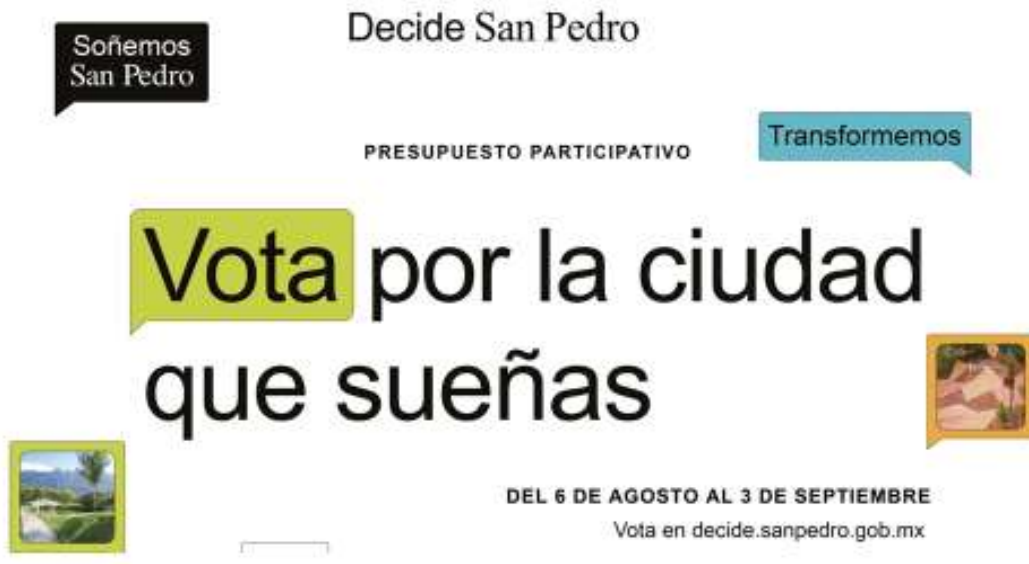 Decide San Pedro
Soñemos
San Pedro
Transformemos
PRESUPUESTO PARTICIPATIVO
Vota por la ciudad
que sueñas
DEL 6 DE AGOSTO AL 3 DE SEPTIEMBRE
Vota en decide.sanpedro.gob.mx